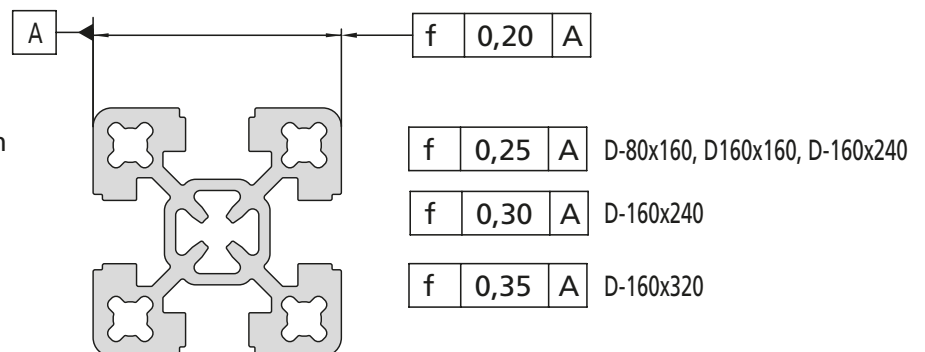 A f 0,20 A
n
f 0,25 A D-80x160, D160x160, D-160x240
f 0,30 A D-160x240
f 0,35 A D-160x320